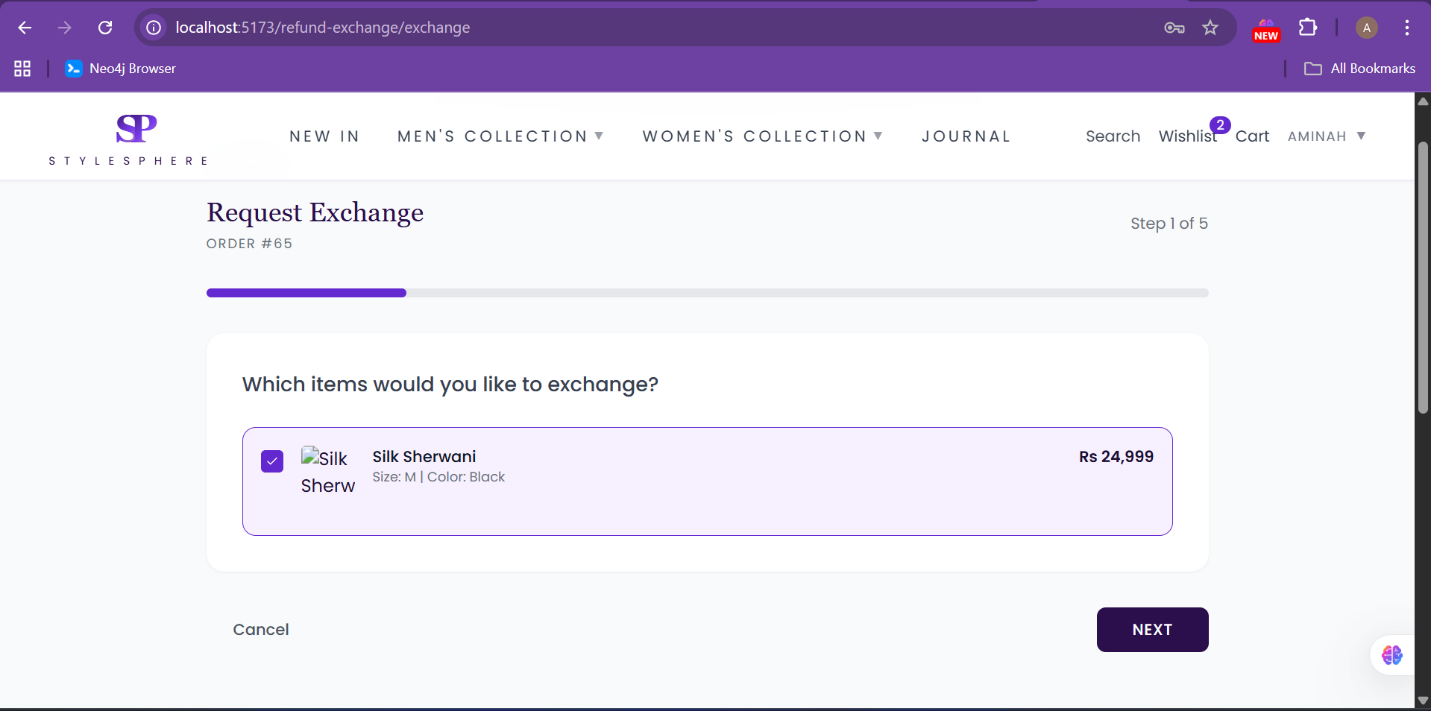 localhost:5173/refund-exchange/exchange
NEW
A
Neo4j Browser
All Bookmarks
SP
STYLESPHERE
NEW IN
MEN'S COLLECTION ▼
WOMEN'S COLLECTION ▼
JOURNAL
Search
Wishlist
2
Cart
AMINAH ▼
Request Exchange
ORDER #65
Step 1 of 5
Which items would you like to exchange?
Silk
Sherw
Silk Sherwani
Size: M | Color: Black
Rs 24,999
Cancel
NEXT